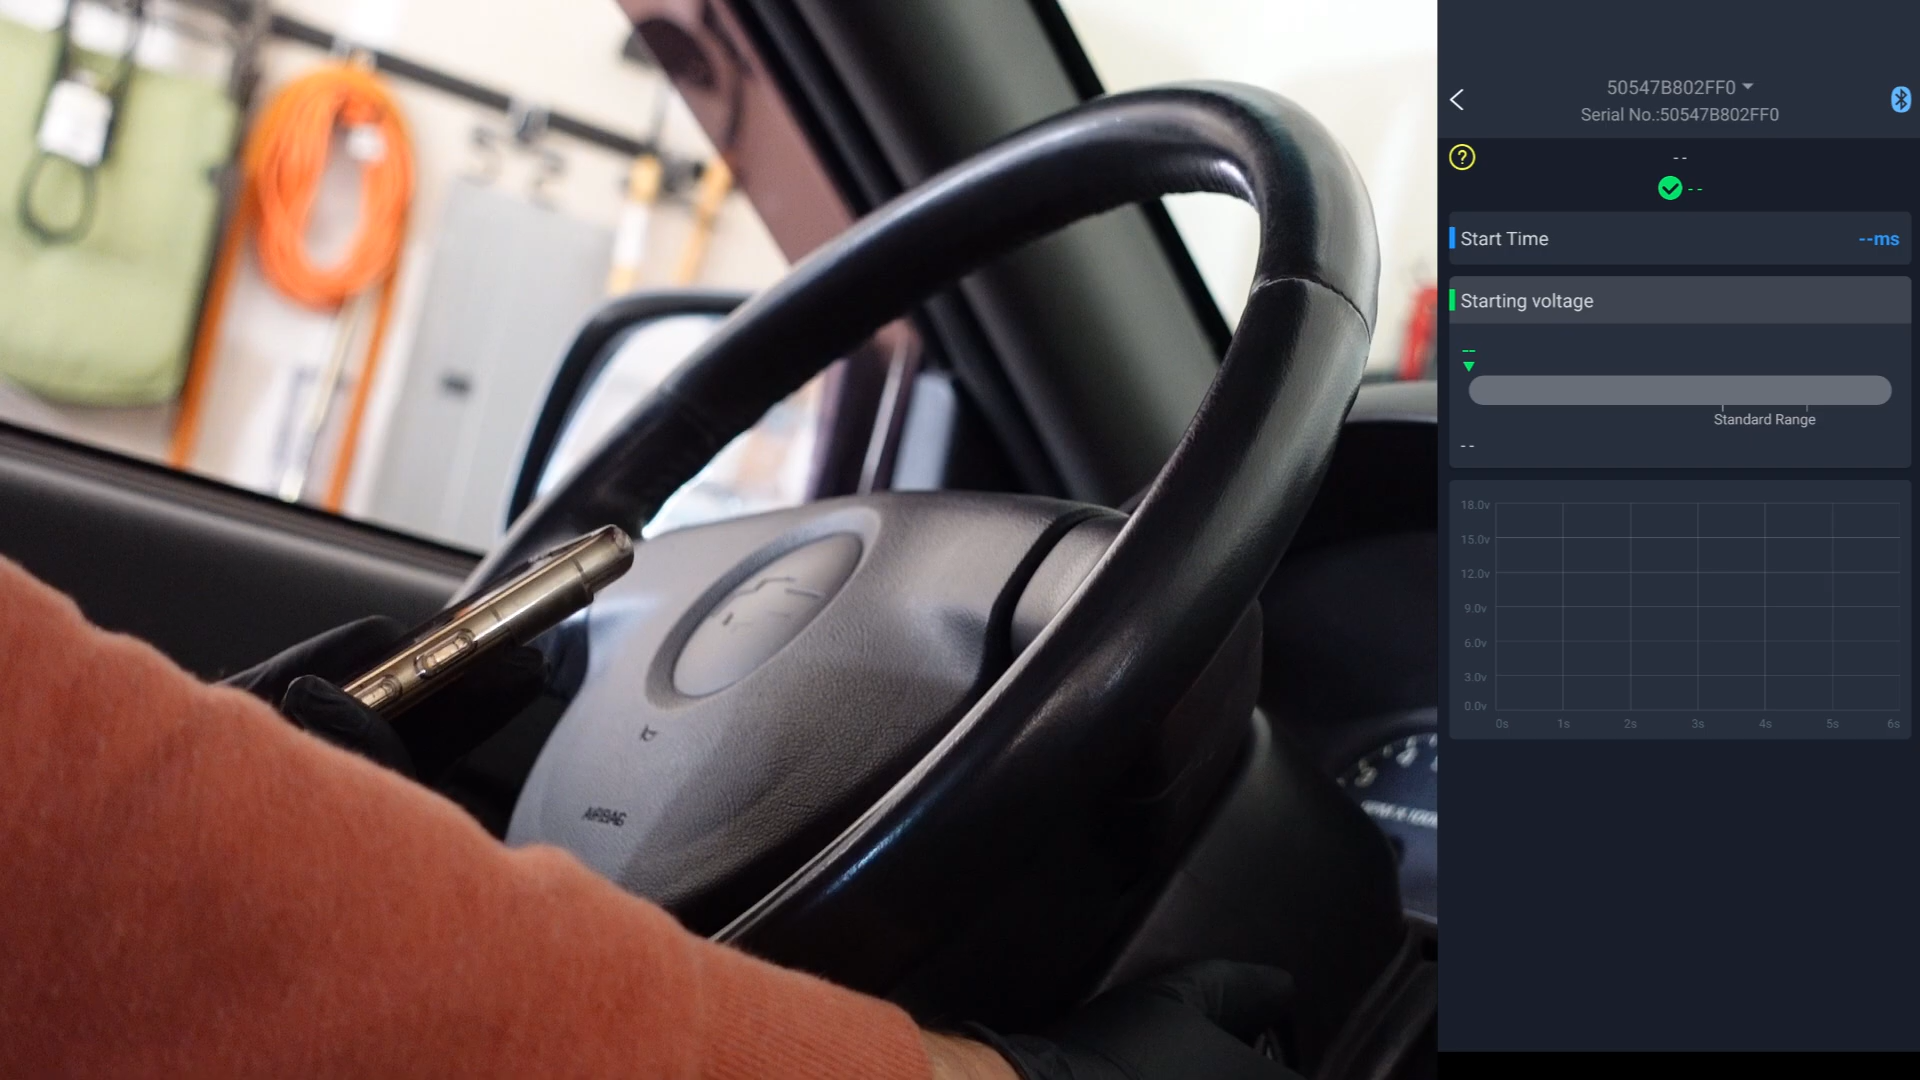 50547B802FF0
Serial No.:50547B802FF0
--
--
Start Time
--ms
Starting voltage
--
Standard Range
--
18.0v
15.0v
12.0v
9.0v
6.0v
3.0v
0.0v
0s 1s 2s 3s 4s 5s 6s
AIRBAG